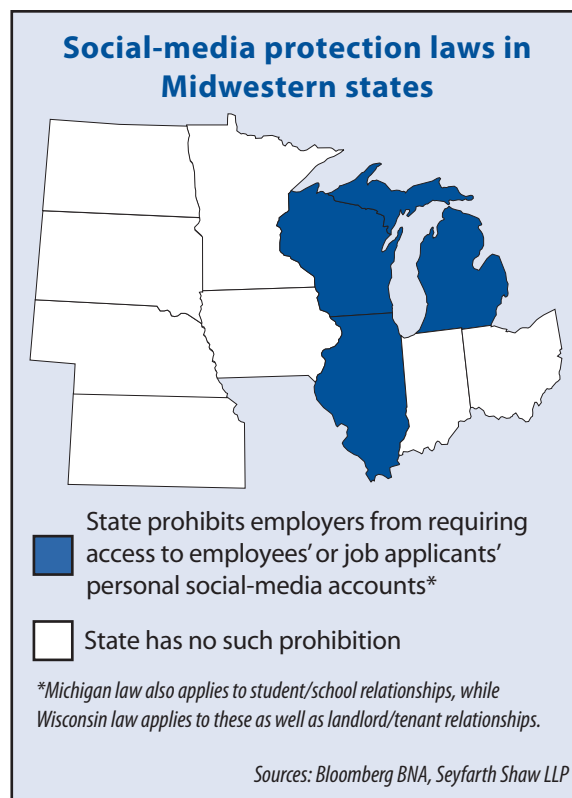 Social-media protection laws in
Midwestern states
State prohibits employers from requiring
access to employees’ or job applicants’
personal social-media accounts*
State has no such prohibition
*Michigan law also applies to student/school relationships, while
Wisconsin law applies to these as well as landlord/tenant relationships.
Sources: Bloomberg BNA, Seyfarth Shaw LLP